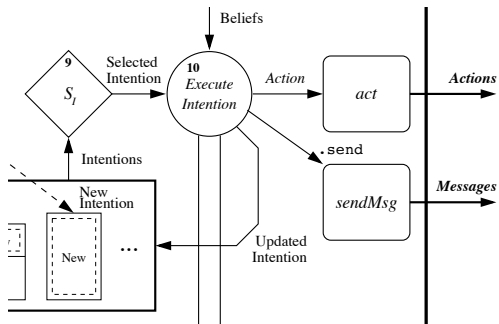 Beliefs
9
Selected
Intention
10
Execute
Intention
Action
act
Actions
S_I
.send
Intentions
New
Intention
sendMsg
Messages
New
...
Updated
Intention